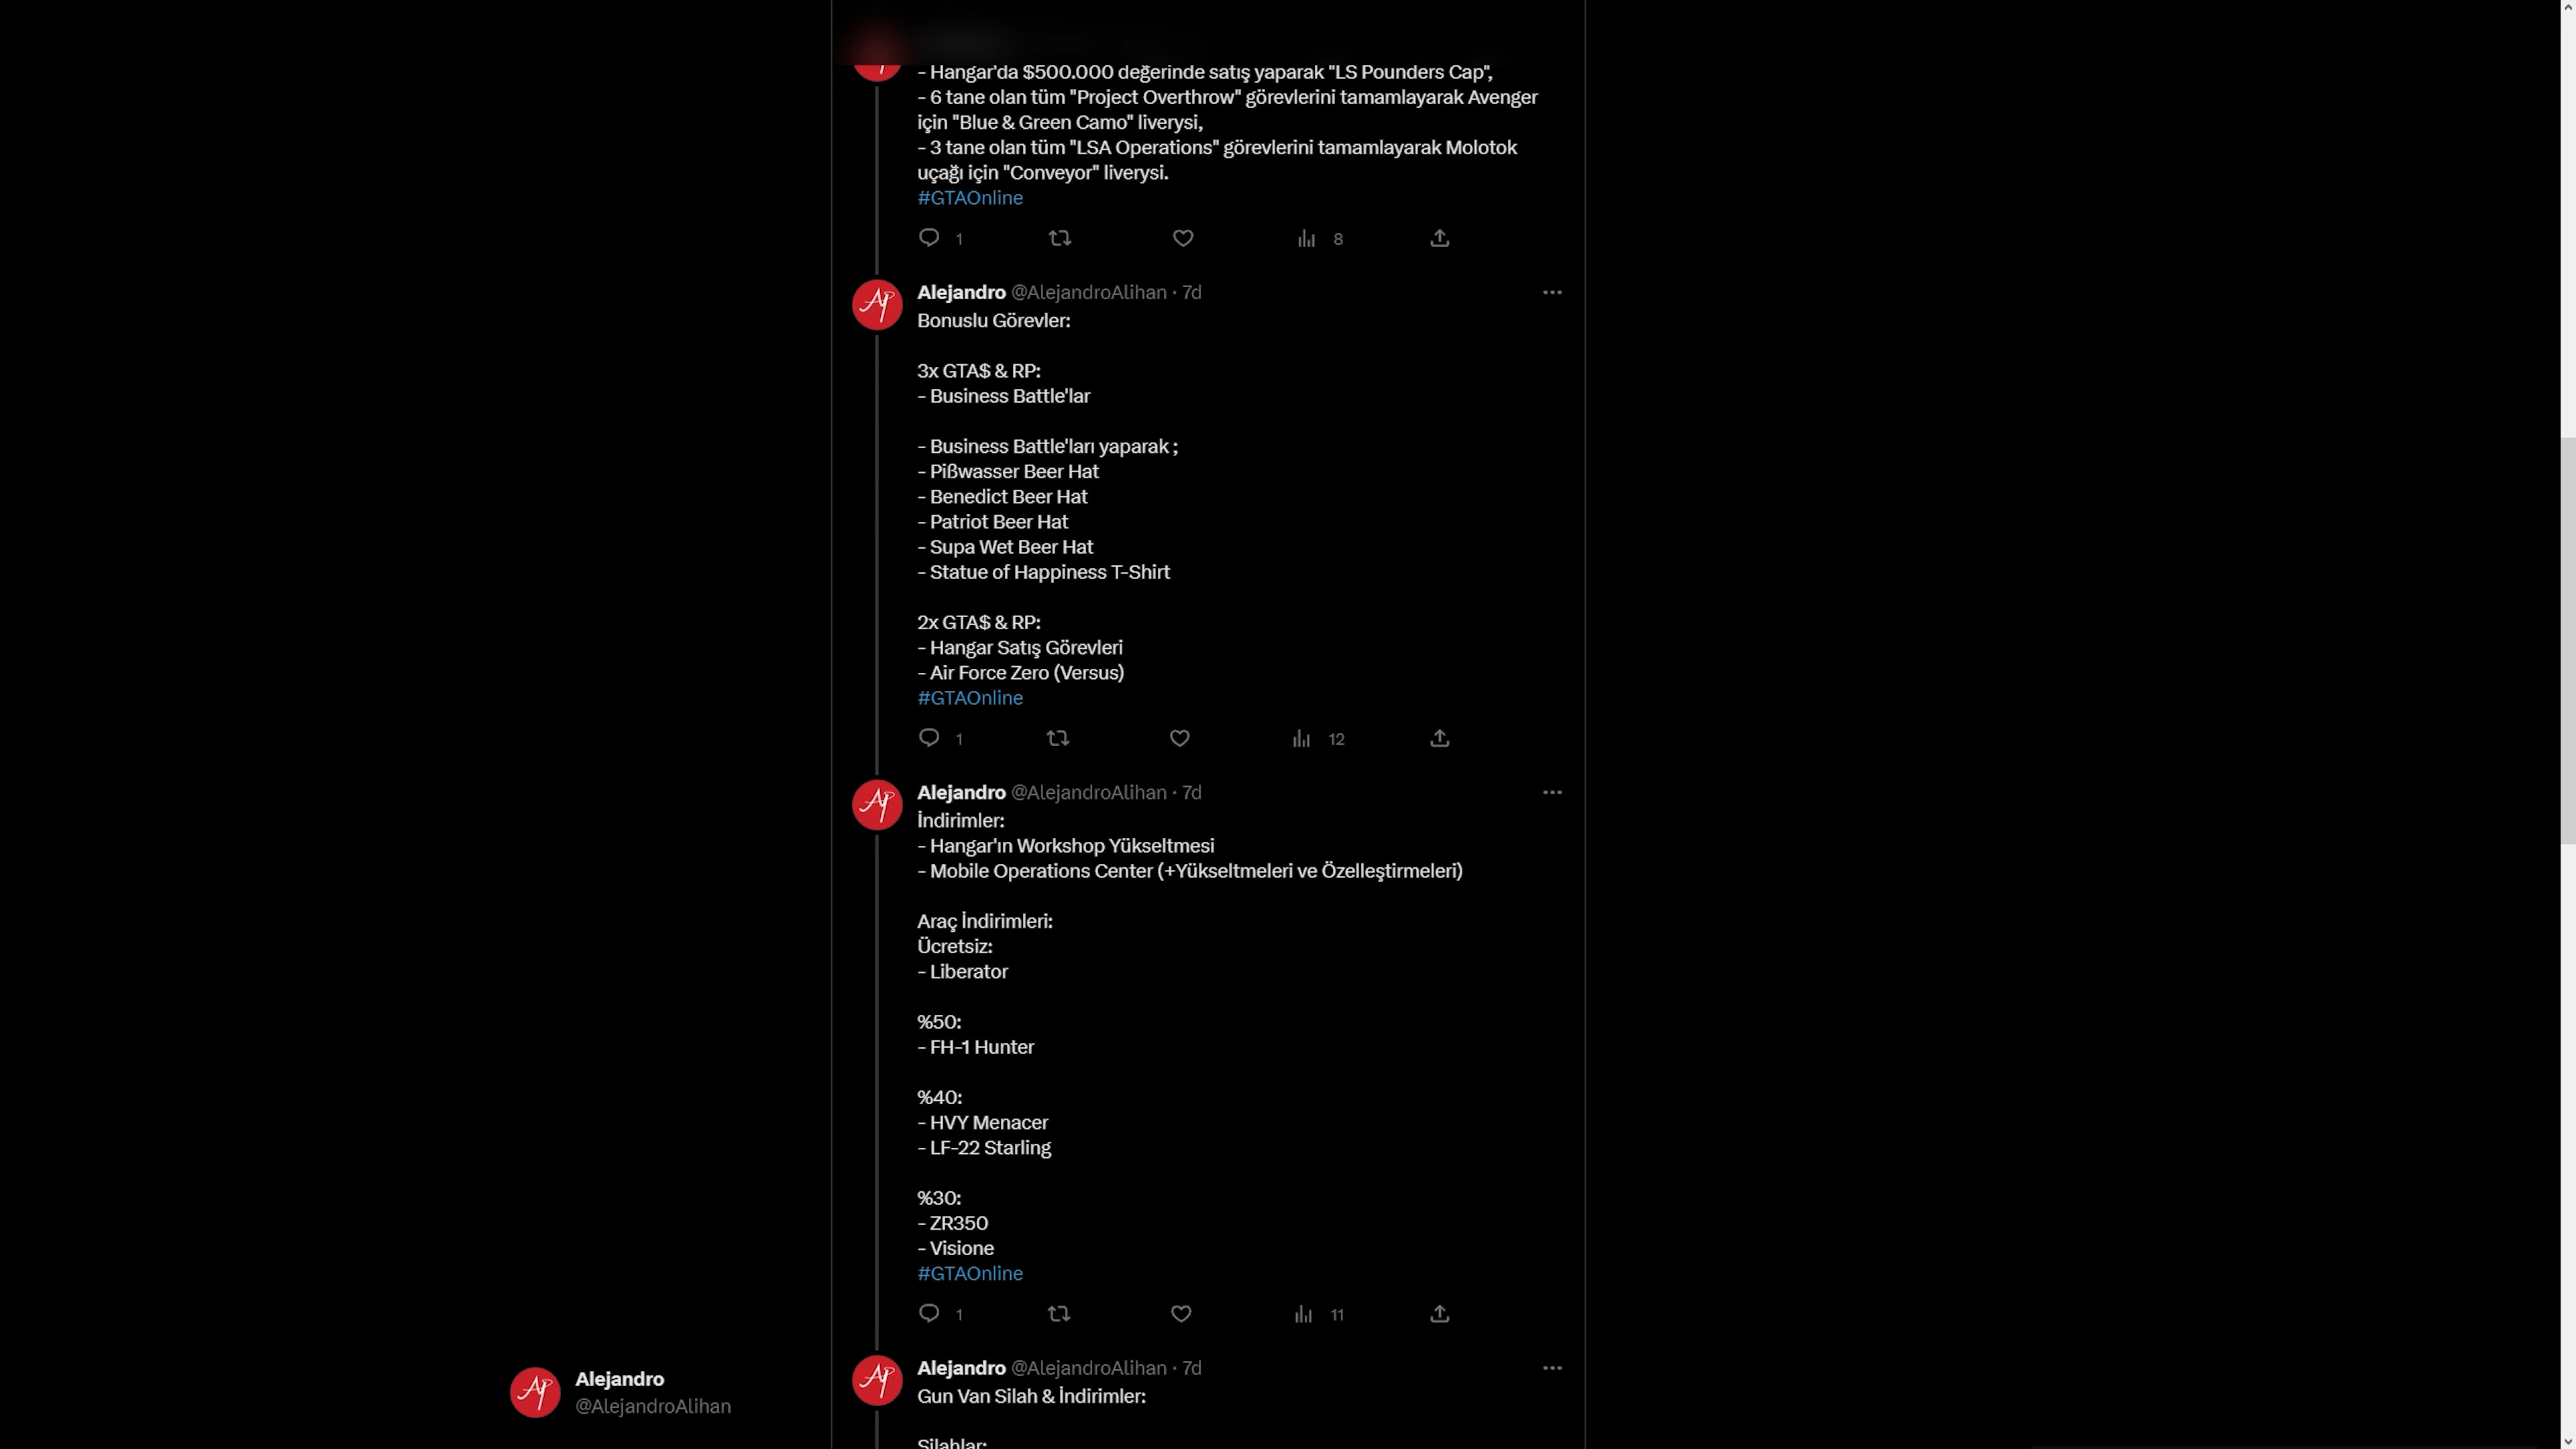 - Hangar'da $500.000 değerinde satış yaparak "LS Pounders Cap",
- 6 tane olan tüm "Project Overthrow" görevlerini tamamlayarak Avenger
için "Blue & Green Camo" liverysi,
- 3 tane olan tüm "LSA Operations" görevlerini tamamlayarak Molotok
uçağı için "Conveyor" liverysi.
#GTAOnline
1 8
Alejandro @AlejandroAlihan · 7d
Bonuslu Görevler:
3x GTA$ & RP:
- Business Battle'lar
- Business Battle'ları yaparak ;
- Pißwasser Beer Hat
- Benedict Beer Hat
- Patriot Beer Hat
- Supa Wet Beer Hat
- Statue of Happiness T-Shirt
2x GTA$ & RP:
- Hangar Satış Görevleri
- Air Force Zero (Versus)
#GTAOnline
1 12
Alejandro @AlejandroAlihan · 7d
İndirimler:
- Hangar'ın Workshop Yükseltmesi
- Mobile Operations Center (+Yükseltmeleri ve Özelleştirmeleri)
Araç İndirimleri:
Ücretsiz:
- Liberator
%50:
- FH-1 Hunter
%40:
- HVY Menacer
- LF-22 Starling
%30:
- ZR350
- Visione
#GTAOnline
1 11
Alejandro @AlejandroAlihan · 7d
Gun Van Silah & İndirimler:
Silahlar:
Alejandro
@AlejandroAlihan